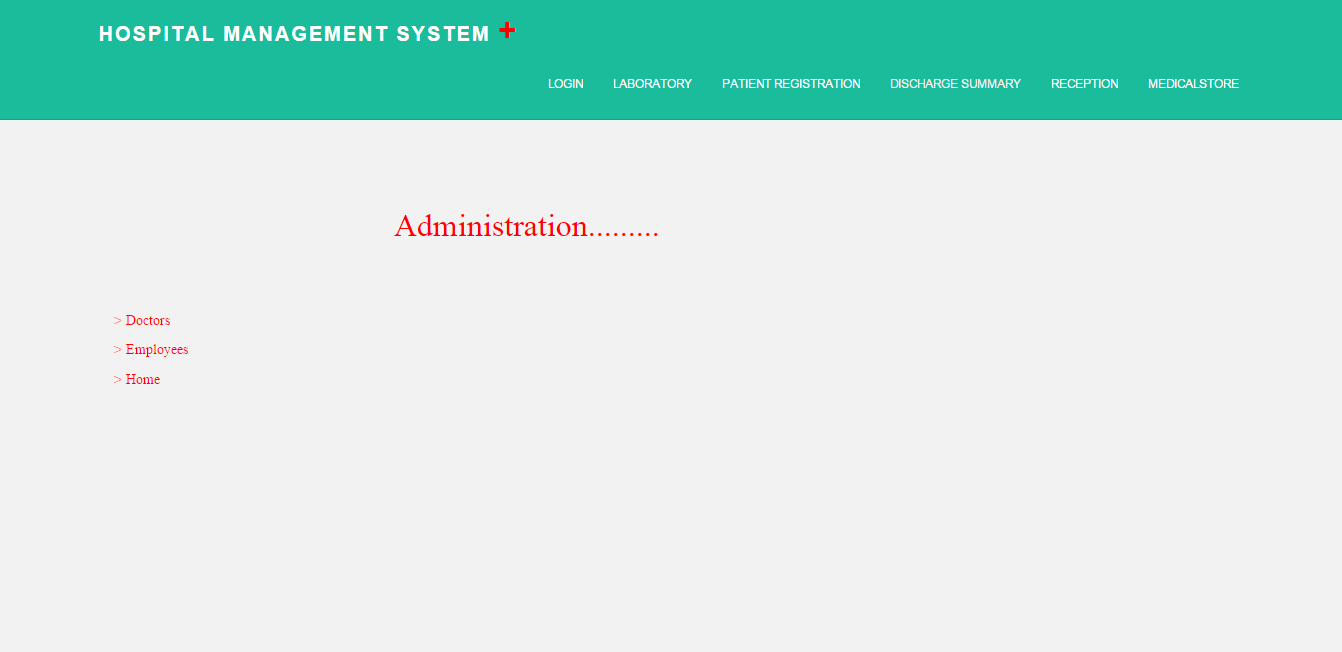 HOSPITAL MANAGEMENT SYSTEM +
LOGIN LABORATORY PATIENT REGISTRATION DISCHARGE SUMMARY RECEPTION MEDICALSTORE
Administration.........
> Doctors
> Employees
> Home